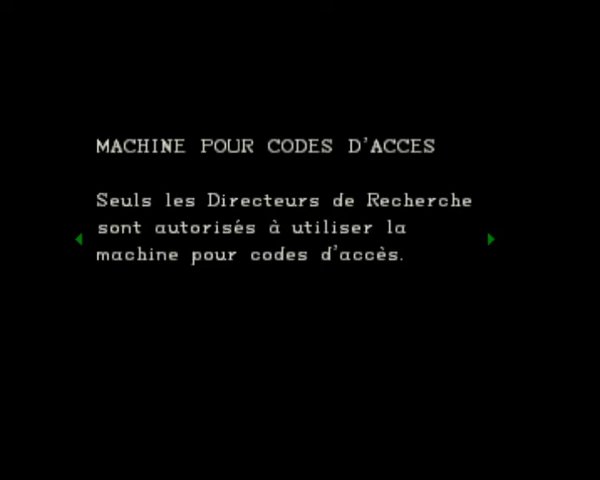 MACHINE POUR CODES D'ACCES
Seuls les Directeurs de Recherche
sont autorisés à utiliser la
machine pour codes d'accès.